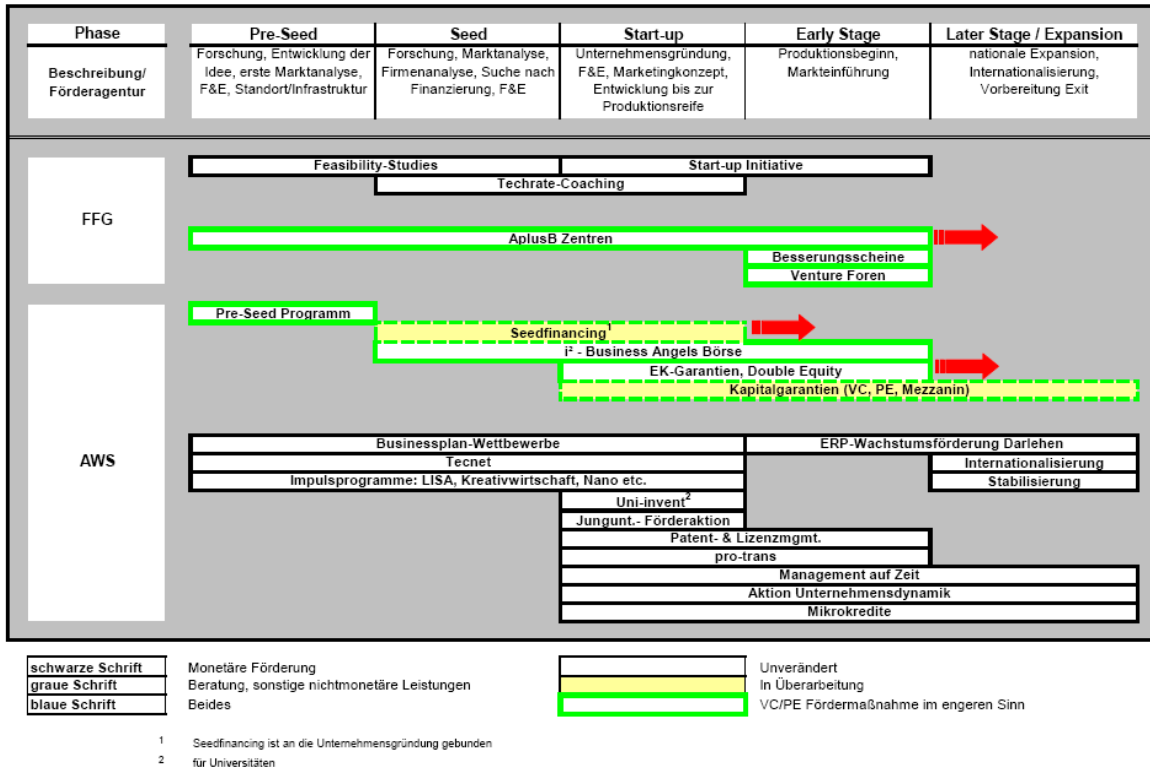 Phase Pre-Seed Seed Start-up Early Stage Later Stage / Expansion
Beschreibung/
Förderagentur
Forschung, Entwicklung der
Idee, erste Marktanalyse,
F&E, Standort/Infrastruktur
Forschung, Marktanalyse,
Firmenanalyse, Suche nach
Finanzierung, F&E
Unternehmensgründung,
F&E, Marketingkonzept,
Entwicklung bis zur
Produktionsreife
Produktionsbeginn,
Markteinführung
nationale Expansion,
Internationalisierung,
Vorbereitung Exit
FFG
Feasibility-Studies Start-up Initiative
Techrate-Coaching
AplusB Zentren
Besserungsscheine
Venture Foren
AWS
Pre-Seed Programm
Seedfinancing¹
i² - Business Angels Börse
EK-Garantien, Double Equity
Kapitalgarantien (VC, PE, Mezzanin)
Businessplan-Wettbewerbe ERP-Wachstumsförderung Darlehen
Tecnet Internationalisierung
Impulsprogramme: LISA, Kreativwirtschaft, Nano etc. Stabilisierung
Uni-invent²
Jungunt.- Förderaktion
Patent- & Lizenzmgmt.
pro-trans
Management auf Zeit
Aktion Unternehmensdynamik
Mikrokredite
schwarze Schrift Monetäre Förderung Unverändert
graue Schrift Beratung, sonstige nichtmonetäre Leistungen In Überarbeitung
blaue Schrift Beides VC/PE Fördermaßnahme im engeren Sinn
1 Seedfinancing ist an die Unternehmensgründung gebunden
2 für Universitäten